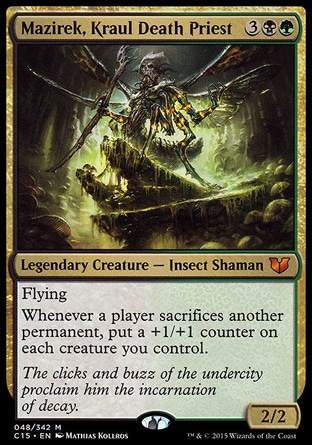 Mazirek, Kraul Death Priest 3
Legendary Creature — Insect Shaman
Flying
Whenever a player sacrifices another
permanent, put a +1/+1 counter on
each creature you control.
The clicks and buzz of the undercity
proclaim him the incarnation
of decay.
2/2
048/342 M
C15 • EN Mathias Kollros
™ & © 2015 Wizards of the Coast